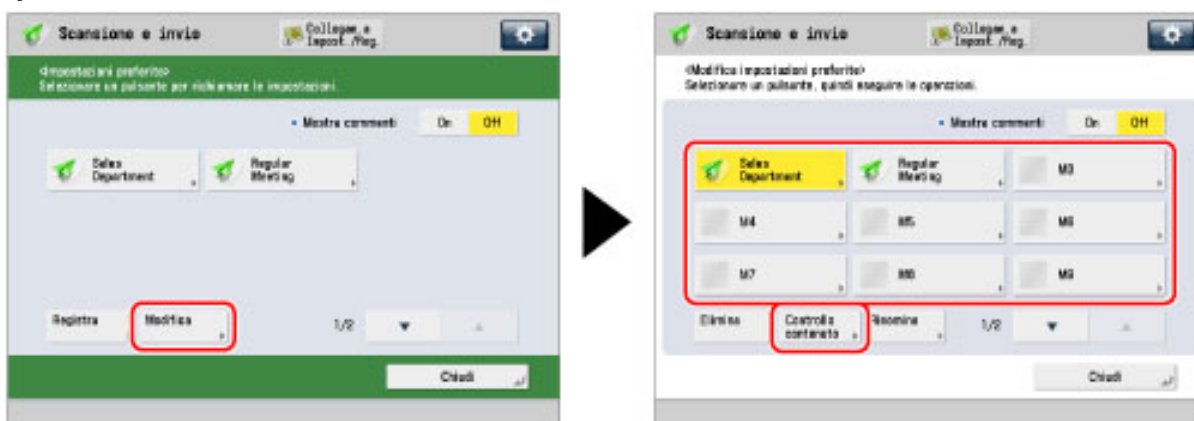 Scansione e invio
Collegam. e
Impost./Reg.
<Impostazioni preferite>
Selezionare un pulsante per richiamare le impostazioni.
Mostra commenti On Off
Sales
Department
Regular
Meeting
Registra Modifica 1/2
Chiudi
Scansione e invio
Collegam. e
Impost./Reg.
<Modifica impostazioni preferite>
Selezionare un pulsante, quindi eseguire le operazioni.
Mostra commenti On Off
Sales
Department
Regular
Meeting
M3
M4 M5 M6
M7 M8 M9
Elimina
Controllo
contenuto
Rinomina 1/2
Chiudi